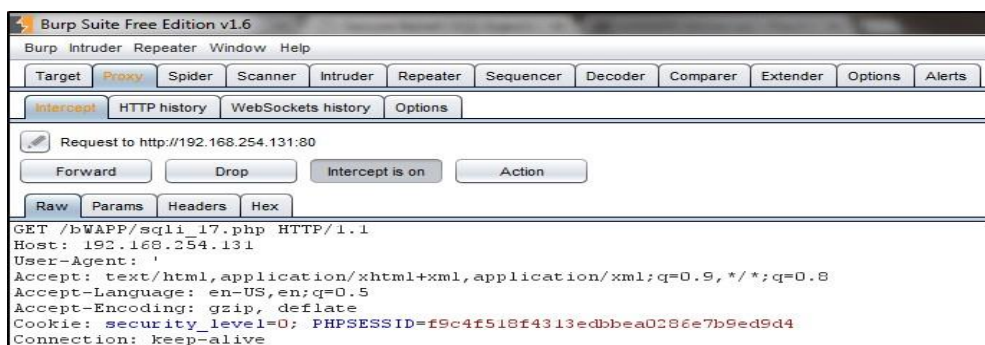 Burp Suite Free Edition v1.6
Burp Intruder Repeater Window Help
Target Proxy Spider Scanner Intruder Repeater Sequencer Decoder Comparer Extender Options Alerts
Intercept HTTP history WebSockets history Options
Request to http://192.168.254.131:80
Forward Drop Intercept is on Action
Raw Params Headers Hex
GET /bWAPP/sqli_17.php HTTP/1.1
Host: 192.168.254.131
User-Agent: '
Accept: text/html,application/xhtml+xml,application/xml;q=0.9,*/*;q=0.8
Accept-Language: en-US,en;q=0.5
Accept-Encoding: gzip, deflate
Cookie: security_level=0; PHPSESSID=f9c4f518f4313edbbea0286e7b9ed9d4
Connection: keep-alive